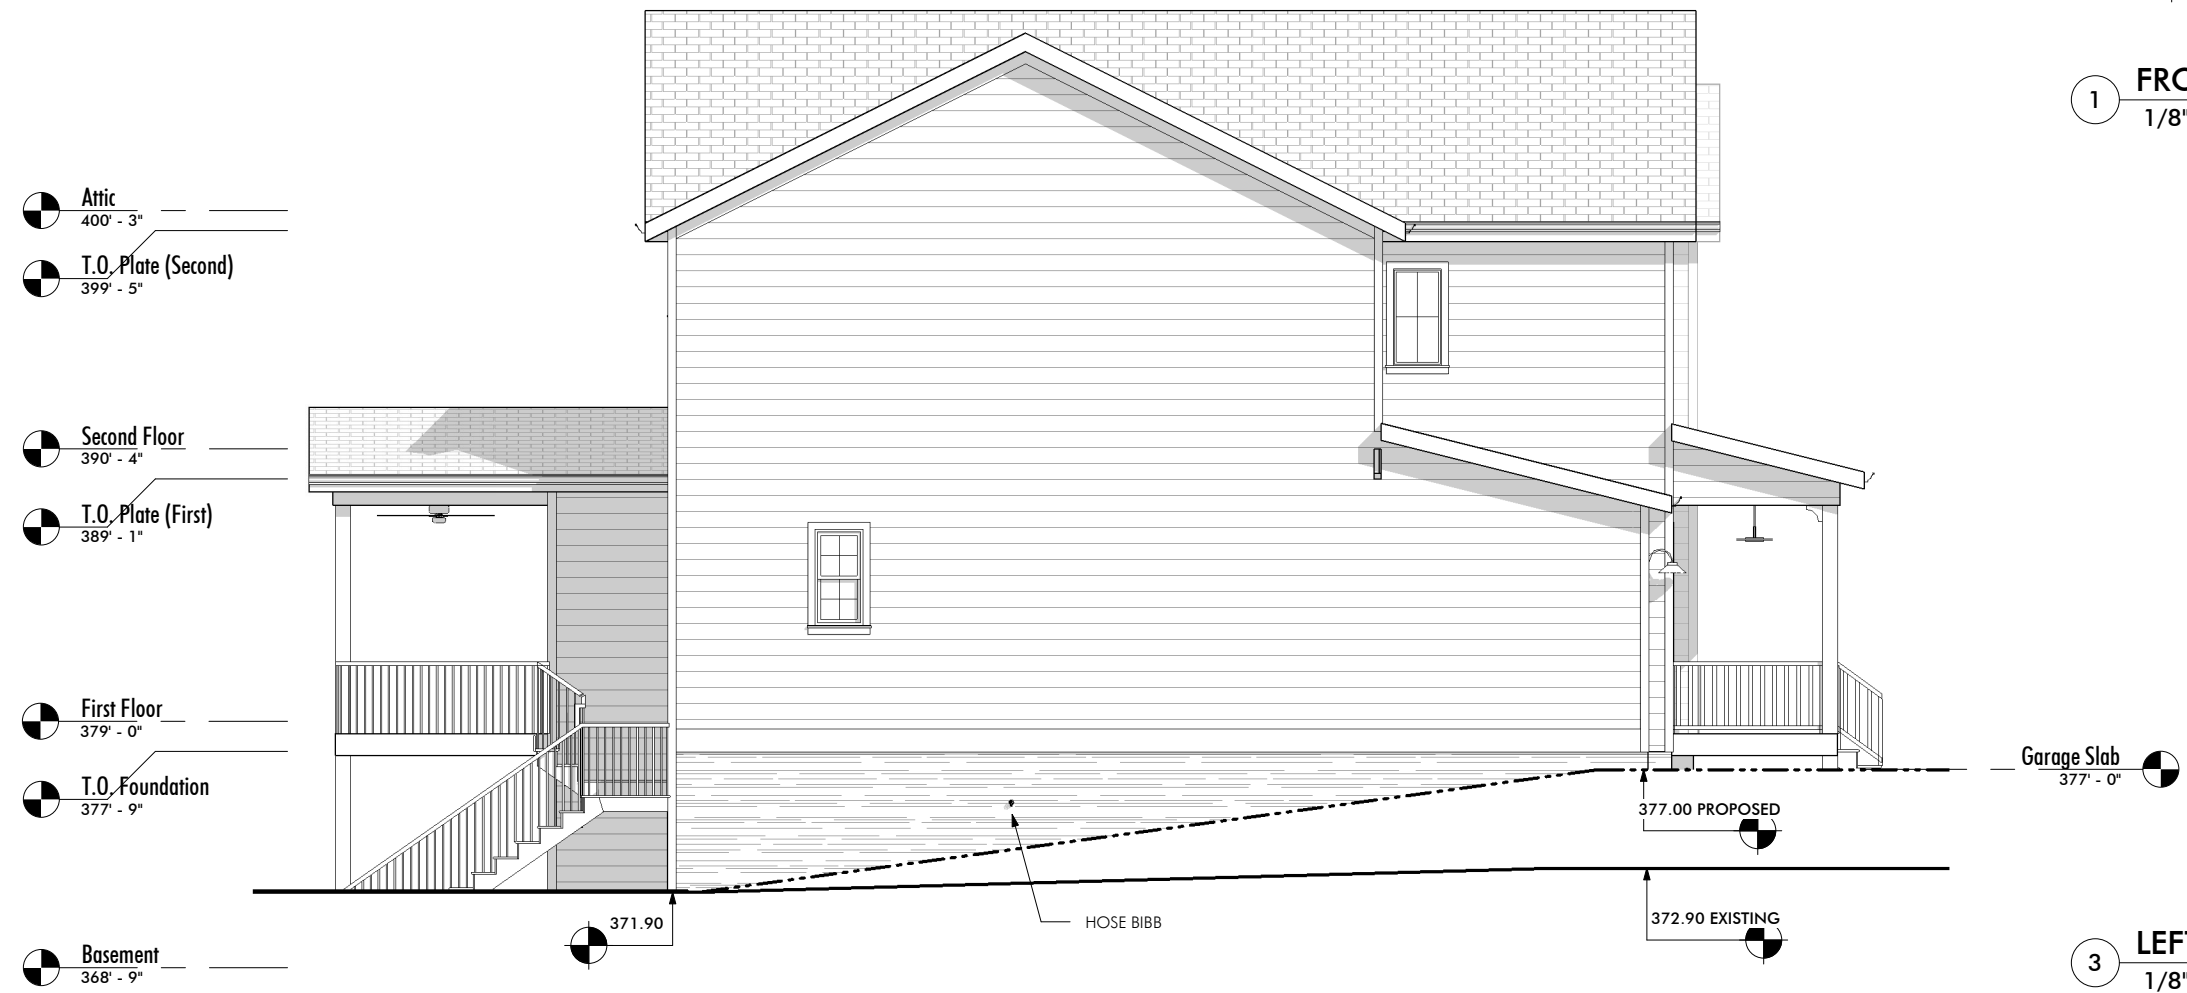 1
FRO
1/8"
Attic
400' - 3"
T.O. Plate (Second)
399' - 5"
Second Floor
390' - 4"
T.O. Plate (First)
389' - 1"
First Floor
379' - 0"
T.O. Foundation
377' - 9"
Garage Slab
377' - 0"
377.00 PROPOSED
371.90
HOSE BIBB
372.90 EXISTING
Basement
368' - 9"
3
LEF
1/8"